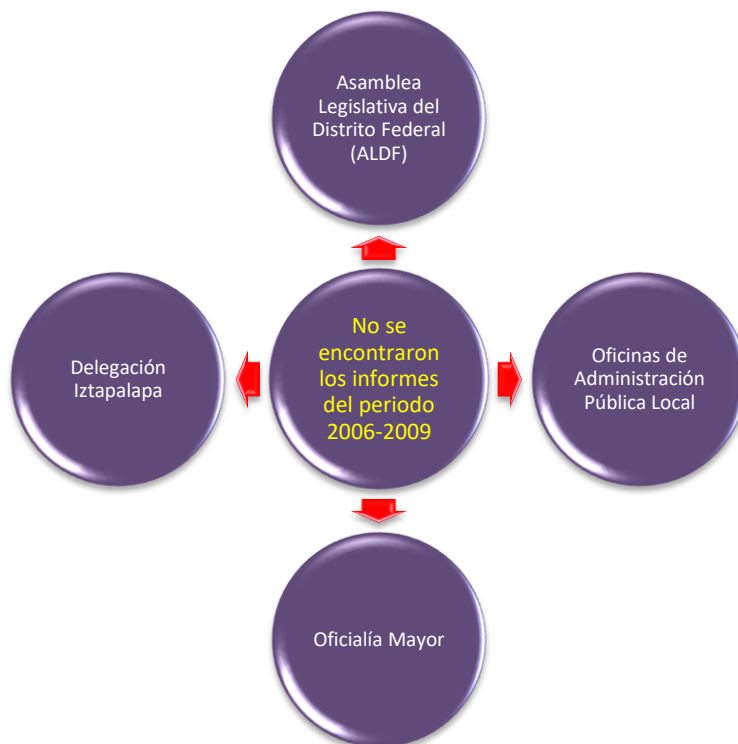 Asamblea
Legislativa del
Distrito Federal
(ALDF)
Delegación
Iztapalapa
No se
encontraron
los informes
del periodo
2006-2009
Oficinas de
Administración
Pública Local
Oficialía Mayor